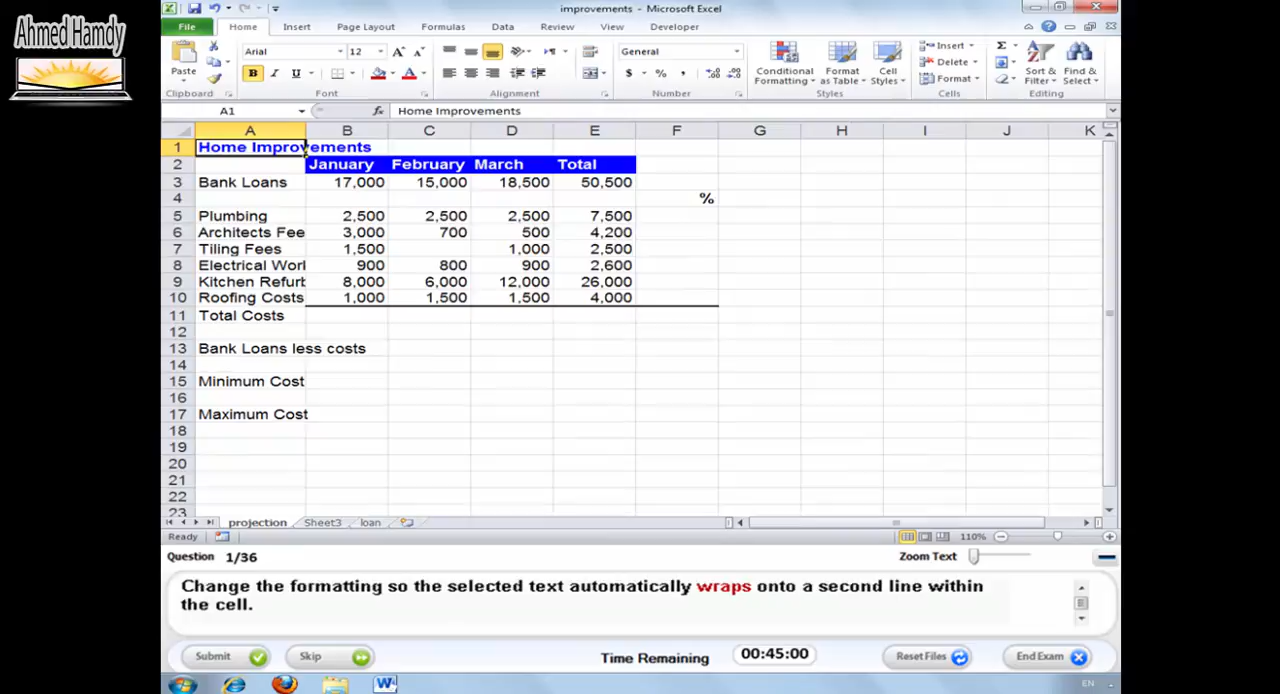 Ahmed Hamdy
improvements - Microsoft Excel
File Home Insert Page Layout Formulas Data Review View Developer
Arial 12 General
Paste
B I U
$ % ,
Conditional Formatting
Format as Table
Cell Styles
Insert
Delete
Format
Sort & Filter
Find & Select
Clipboard Font Alignment Number Styles Cells Editing
A1 fx Home Improvements
A B C D E F G H I J K
1 Home Improvements
2 January February March Total
3 Bank Loans 17,000 15,000 18,500 50,500
4 %
5 Plumbing 2,500 2,500 2,500 7,500
6 Architects Fee 3,000 700 500 4,200
7 Tiling Fees 1,500 1,000 2,500
8 Electrical Worl 900 800 900 2,600
9 Kitchen Refurb 8,000 6,000 12,000 26,000
10 Roofing Costs 1,000 1,500 1,500 4,000
11 Total Costs
12
13 Bank Loans less costs
14
15 Minimum Cost
16
17 Maximum Cost
18
19
20
21
22
23
projection Sheet3 loan
Ready 110%
Question 1/36 Zoom Text
Change the formatting so the selected text automatically wraps onto a second line within
the cell.
Submit Skip Time Remaining 00:45:00 Reset Files End Exam
EN